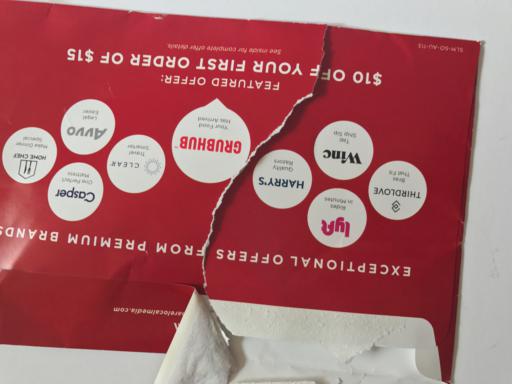 EXCEPTIONAL OFFERS FROM PREMIUM BRANDS
lyft
Rides
in Minutes
THIRDLOVE
Bras
That Fit
Casper
One Perfect
Mattress
HARRY'S
Quality
Razors
Winc
Tap
Ship Sip
CLEAR
Travel
Smarter
HOME CHEF
Make Dinner
Special
GRUBHUB
Your Food
Has Arrived
Avvo
Legal
Easier
FEATURED OFFER:
$10 OFF YOUR FIRST ORDER OF $15
See inside for complete offer details.